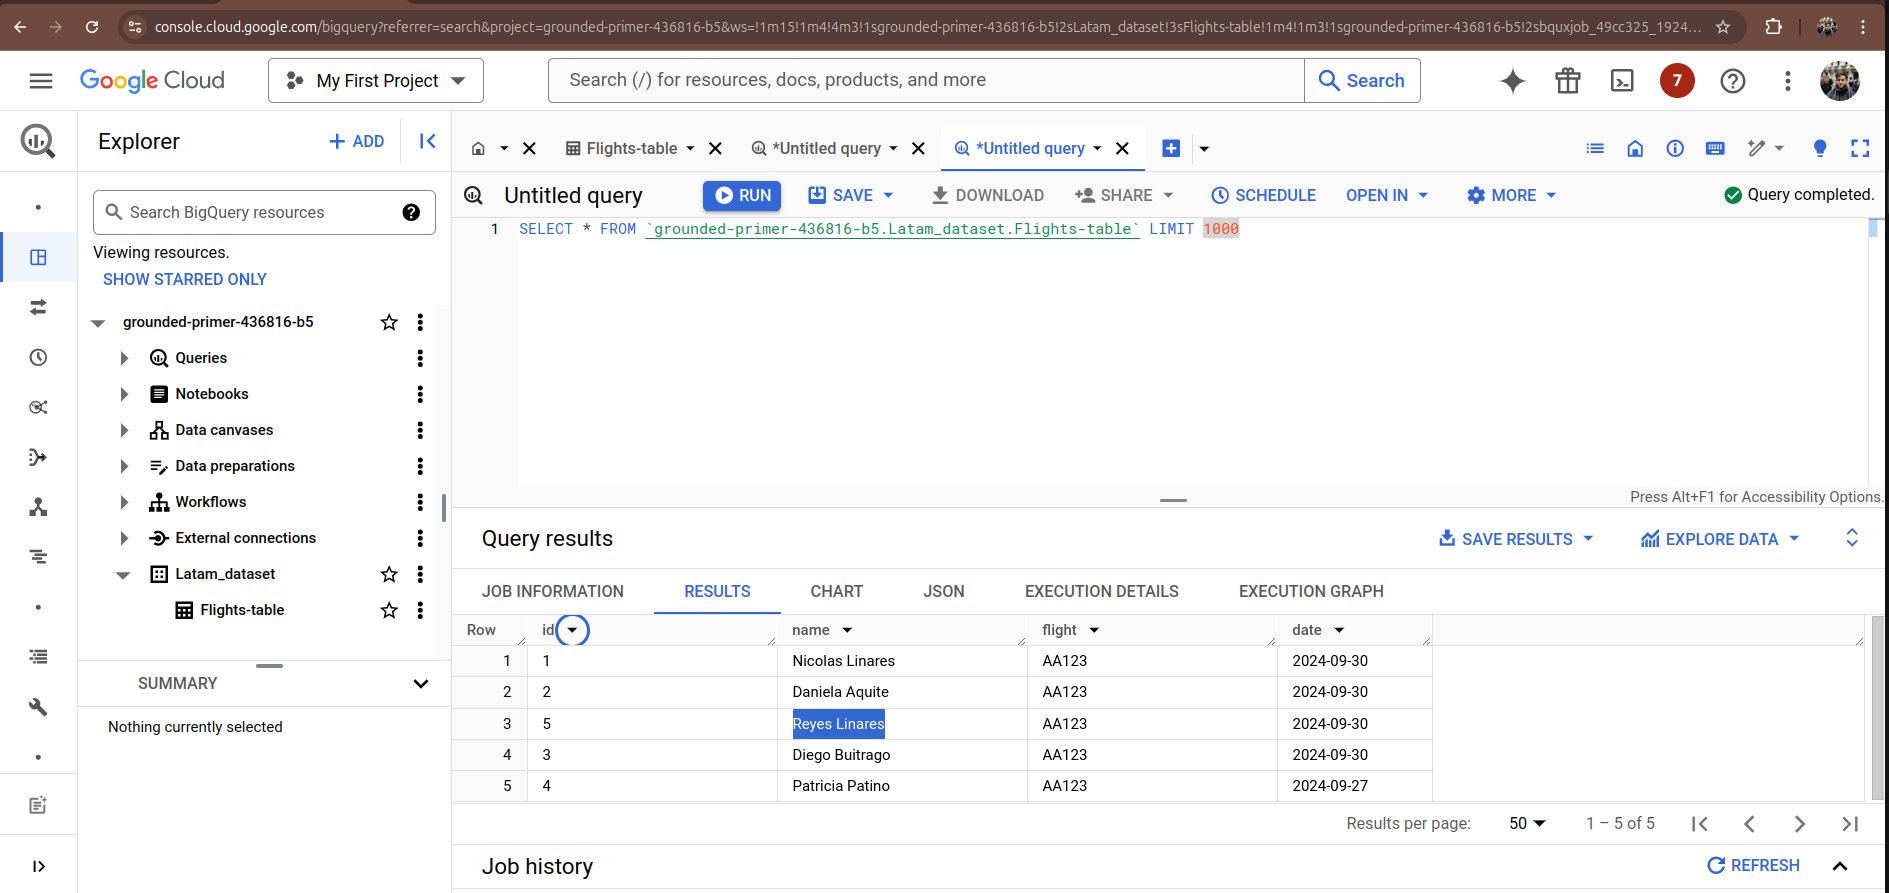 console.cloud.google.com/bigquery?referrer=search&project=grounded-primer-436816-b5&ws=!1m15!1m4!4m3!1sgrounded-primer-436816-b5!2sLatam_dataset!3sFlights-table!1m4!1m3!1sgrounded-primer-436816-b5!2sbquxjob_49cc325_1924...
Google Cloud
My First Project
Search (/) for resources, docs, products, and more
Search
7
Explorer
+ ADD
Flights-table
*Untitled query
*Untitled query
Untitled query
RUN
SAVE
DOWNLOAD
SHARE
SCHEDULE
OPEN IN
MORE
Query completed.
Search BigQuery resources
Viewing resources.
SHOW STARRED ONLY
grounded-primer-436816-b5
Queries
Notebooks
Data canvases
Data preparations
Workflows
External connections
Latam_dataset
Flights-table
SUMMARY
Nothing currently selected
1 SELECT * FROM `grounded-primer-436816-b5.Latam_dataset.Flights-table` LIMIT 1000
Press Alt+F1 for Accessibility Options.
Query results
SAVE RESULTS
EXPLORE DATA
JOB INFORMATION RESULTS CHART JSON EXECUTION DETAILS EXECUTION GRAPH
Row id name flight date
1 1 Nicolas Linares AA123 2024-09-30
2 2 Daniela Aquite AA123 2024-09-30
3 5 Reyes Linares AA123 2024-09-30
4 3 Diego Buitrago AA123 2024-09-30
5 4 Patricia Patino AA123 2024-09-27
Results per page: 50 1 – 5 of 5
Job history
REFRESH